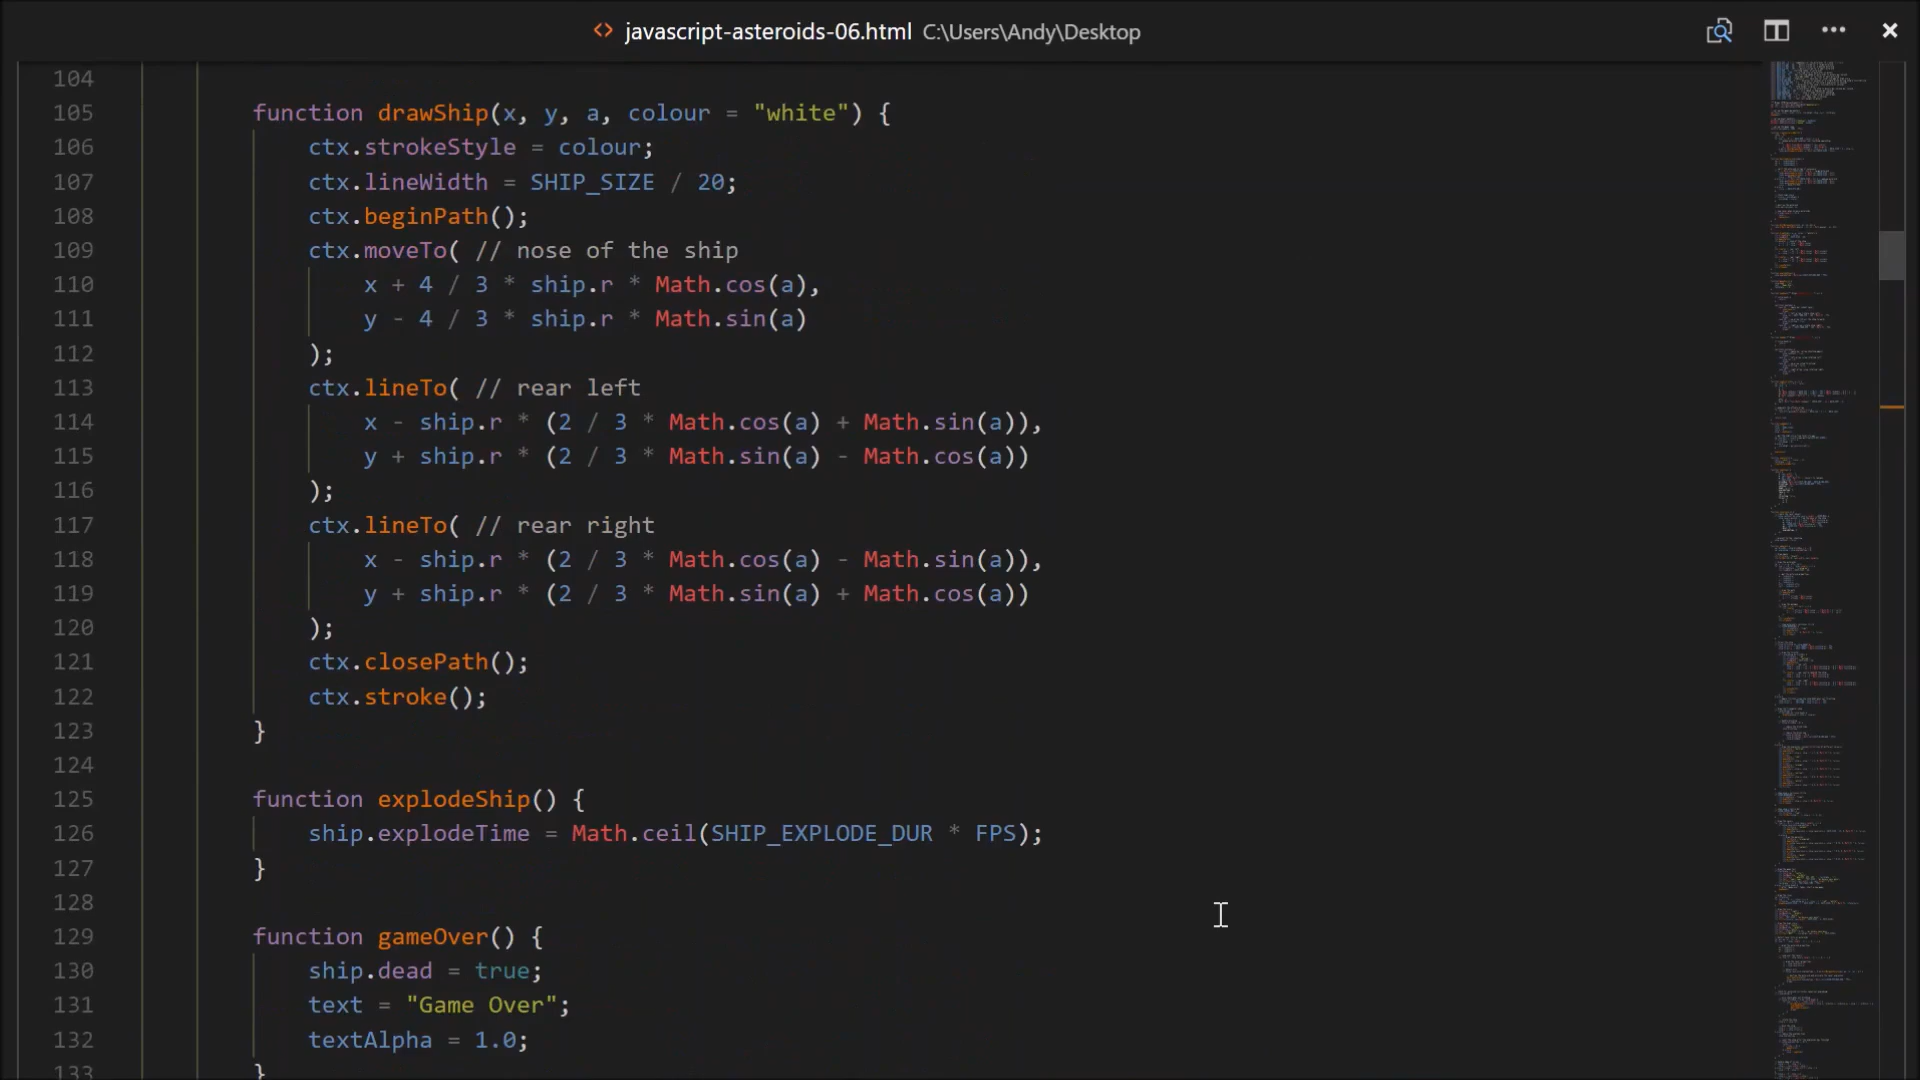 javascript-asteroids-06.html C:\Users\Andy\Desktop
104
105 function drawShip(x, y, a, colour = "white") {
106 ctx.strokeStyle = colour;
107 ctx.lineWidth = SHIP_SIZE / 20;
108 ctx.beginPath();
109 ctx.moveTo( // nose of the ship
110 x + 4 / 3 * ship.r * Math.cos(a),
111 y - 4 / 3 * ship.r * Math.sin(a)
112 );
113 ctx.lineTo( // rear left
114 x - ship.r * (2 / 3 * Math.cos(a) + Math.sin(a)),
115 y + ship.r * (2 / 3 * Math.sin(a) - Math.cos(a))
116 );
117 ctx.lineTo( // rear right
118 x - ship.r * (2 / 3 * Math.cos(a) - Math.sin(a)),
119 y + ship.r * (2 / 3 * Math.sin(a) + Math.cos(a))
120 );
121 ctx.closePath();
122 ctx.stroke();
123 }
124
125 function explodeShip() {
126 ship.explodeTime = Math.ceil(SHIP_EXPLODE_DUR * FPS);
127 }
128
129 function gameOver() {
130 ship.dead = true;
131 text = "Game Over";
132 textAlpha = 1.0;
133 }